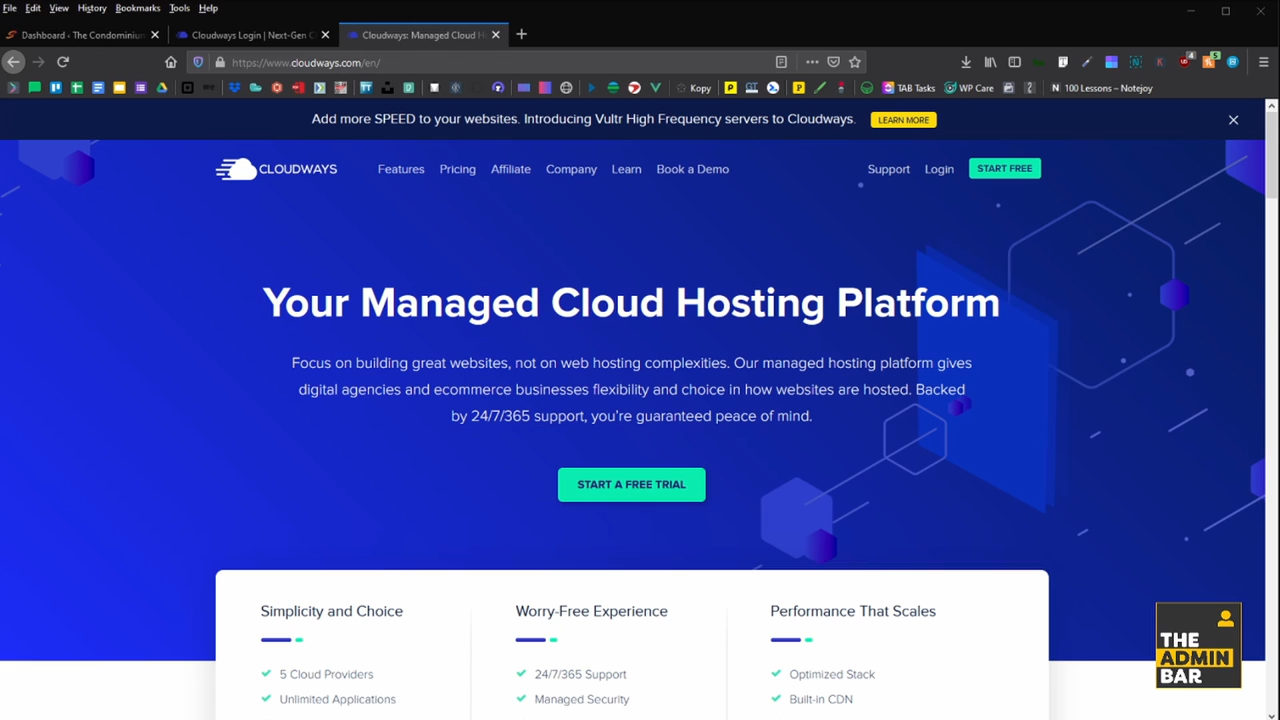 File Edit View History Bookmarks Tools Help
Dashboard ‹ The Condominium
Cloudways Login | Next-Gen C
Cloudways: Managed Cloud H
https://www.cloudways.com/en/
4
5
Kopy
TAB Tasks
WP Care
100 Lessons – Notejoy
Add more SPEED to your websites. Introducing Vultr High Frequency servers to Cloudways.
LEARN MORE
CLOUDWAYS
Features Pricing Affiliate Company Learn Book a Demo
Support Login START FREE
Your Managed Cloud Hosting Platform
Focus on building great websites, not on web hosting complexities. Our managed hosting platform gives
digital agencies and ecommerce businesses flexibility and choice in how websites are hosted. Backed
by 24/7/365 support, you're guaranteed peace of mind.
START A FREE TRIAL
Simplicity and Choice
5 Cloud Providers
Unlimited Applications
Worry-Free Experience
24/7/365 Support
Managed Security
Performance That Scales
Optimized Stack
Built-in CDN
THE
ADMIN
BAR